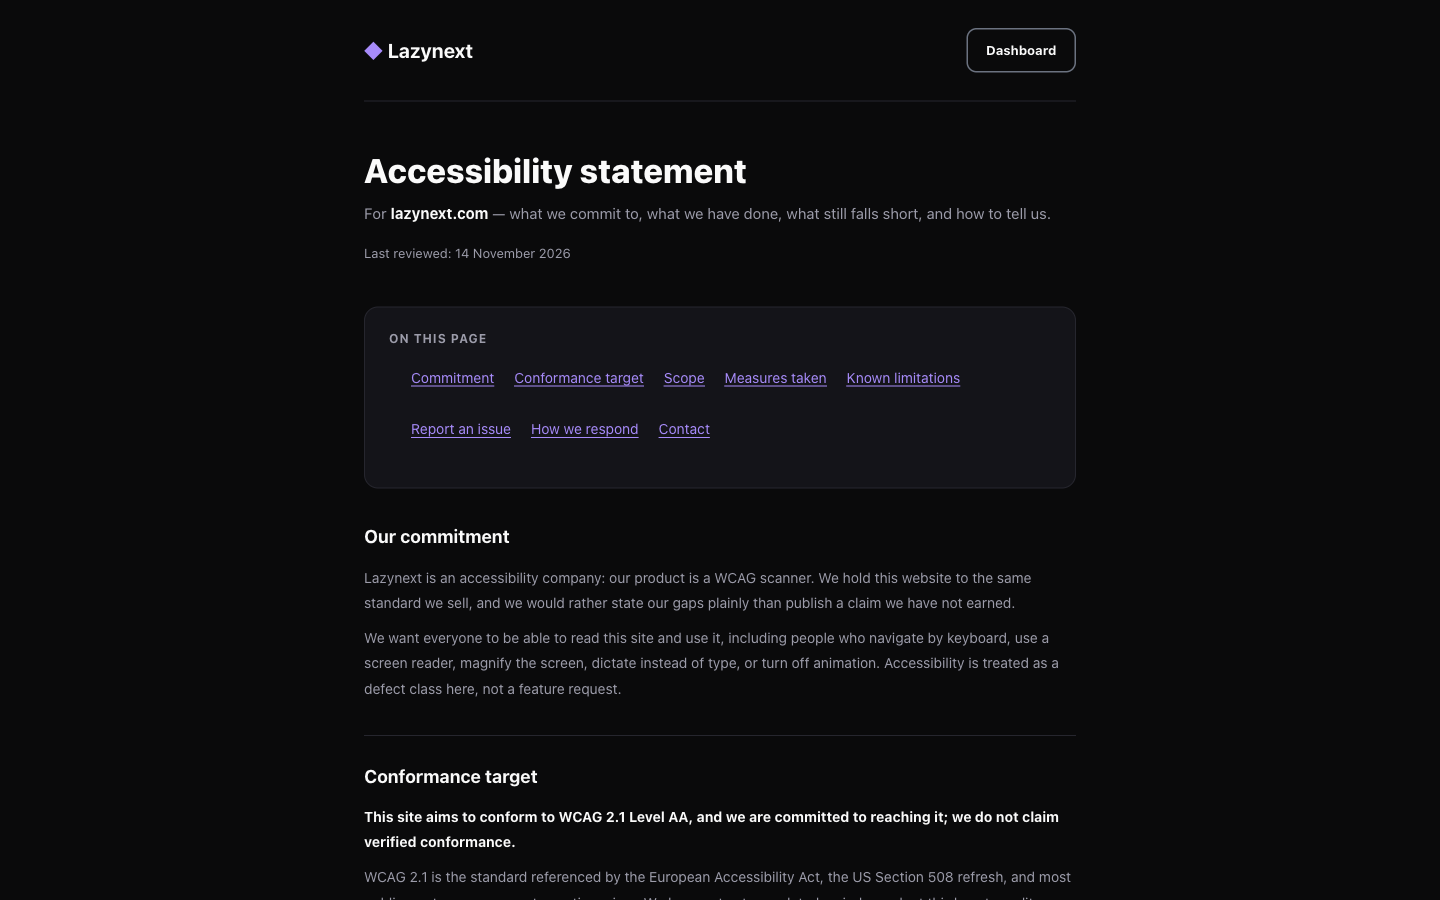 Lazynext
Dashboard
Accessibility statement
For lazynext.com — what we commit to, what we have done, what still falls short, and how to tell us.
Last reviewed: 14 November 2026
ON THIS PAGE
Commitment Conformance target Scope Measures taken Known limitations
Report an issue How we respond Contact
Our commitment
Lazynext is an accessibility company: our product is a WCAG scanner. We hold this website to the same
standard we sell, and we would rather state our gaps plainly than publish a claim we have not earned.
We want everyone to be able to read this site and use it, including people who navigate by keyboard, use a
screen reader, magnify the screen, dictate instead of type, or turn off animation. Accessibility is treated as a
defect class here, not a feature request.
Conformance target
This site aims to conform to WCAG 2.1 Level AA, and we are committed to reaching it; we do not claim
verified conformance.
WCAG 2.1 is the standard referenced by the European Accessibility Act, the US Section 508 refresh, and most